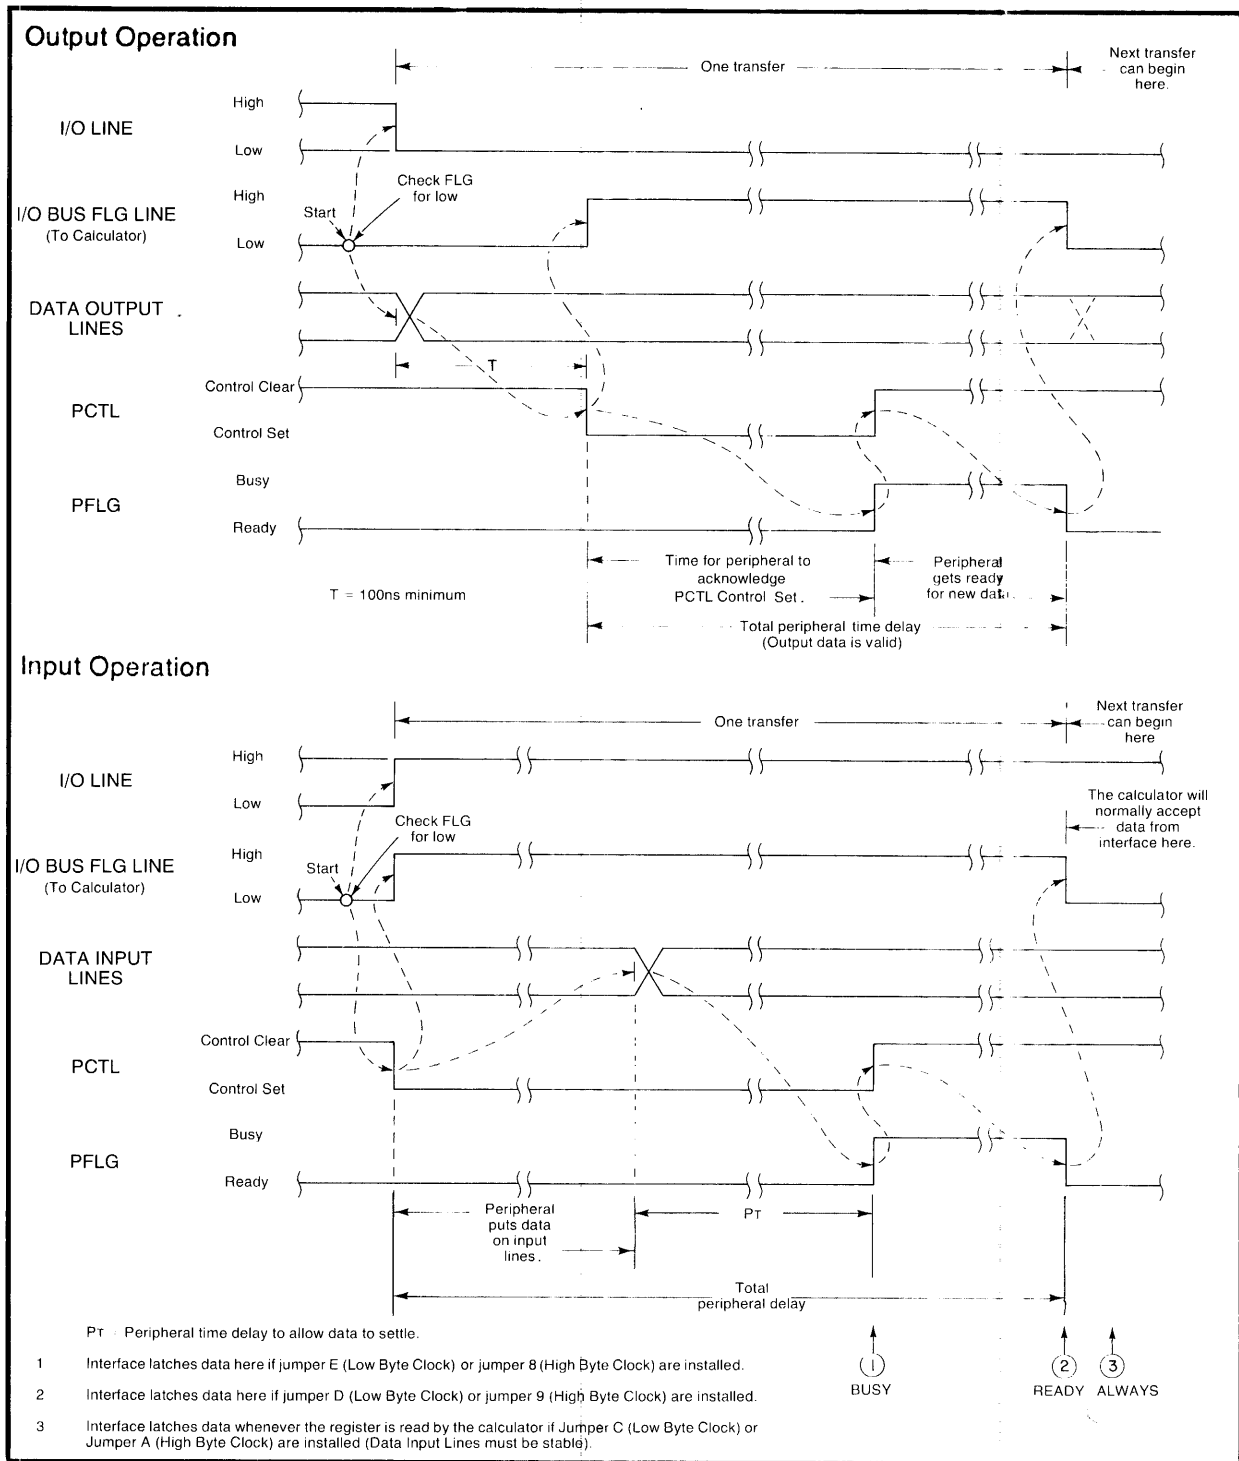 Output Operation
One transfer
Next transfer
can begin
here.
I/O LINE
High
Low
I/O BUS FLG LINE
(To Calculator)
High
Low
Start
Check FLG
for low
DATA OUTPUT
LINES
T
PCTL
Control Clear
Control Set
PFLG
Busy
Ready
T = 100ns minimum
Time for peripheral to
acknowledge
PCTL Control Set.
Peripheral
gets ready
for new data.
Total peripheral time delay
(Output data is valid)
Input Operation
One transfer
Next transfer
can begin
here
I/O LINE
High
Low
The calculator will
normally accept
data from
interface here.
I/O BUS FLG LINE
(To Calculator)
High
Low
Start
Check FLG
for low
DATA INPUT
LINES
PCTL
Control Clear
Control Set
PFLG
Busy
Ready
Peripheral
puts data
on input
lines.
PT
Total
peripheral delay
PT : Peripheral time delay to allow data to settle.
1 Interface latches data here if jumper E (Low Byte Clock) or jumper 8 (High Byte Clock) are installed.
2 Interface latches data here if jumper D (Low Byte Clock) or jumper 9 (High Byte Clock) are installed.
3 Interface latches data whenever the register is read by the calculator if Jumper C (Low Byte Clock) or
Jumper A (High Byte Clock) are installed (Data Input Lines must be stable).
1
BUSY
2
READY
3
ALWAYS